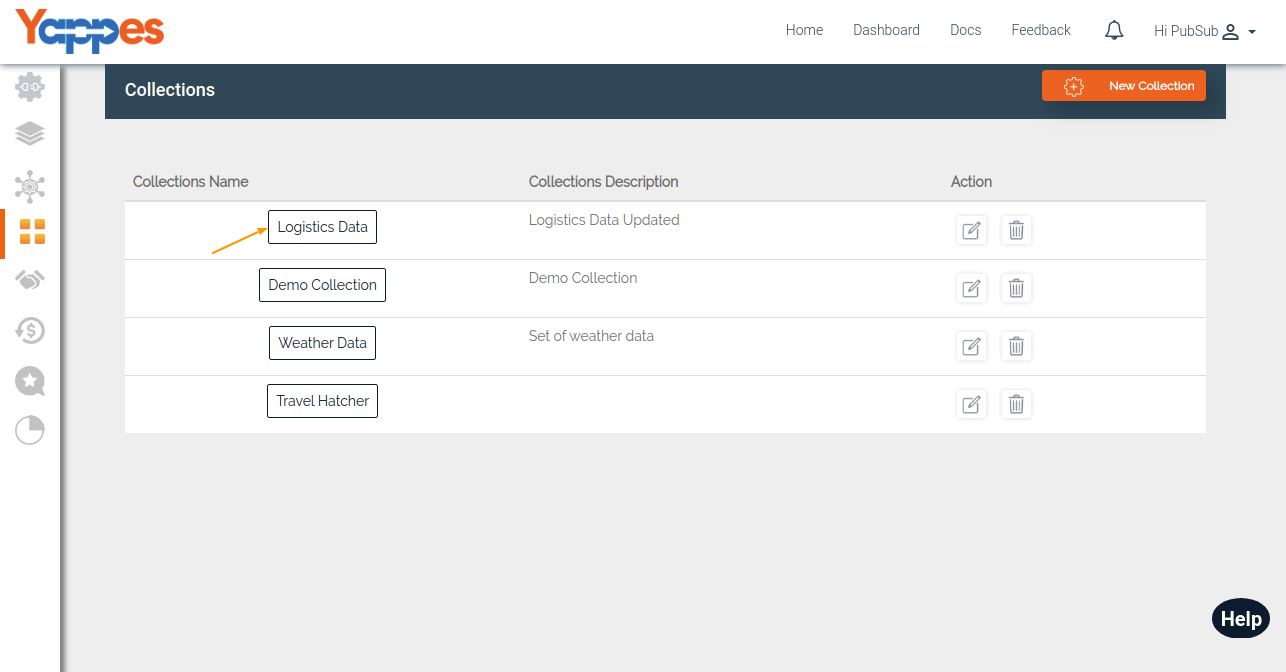 Yappes
Home Dashboard Docs Feedback Hi PubSub
Collections
New Collection
Collections Name Collections Description Action
Logistics Data Logistics Data Updated
Demo Collection Demo Collection
Weather Data Set of weather data
Travel Hatcher
Help